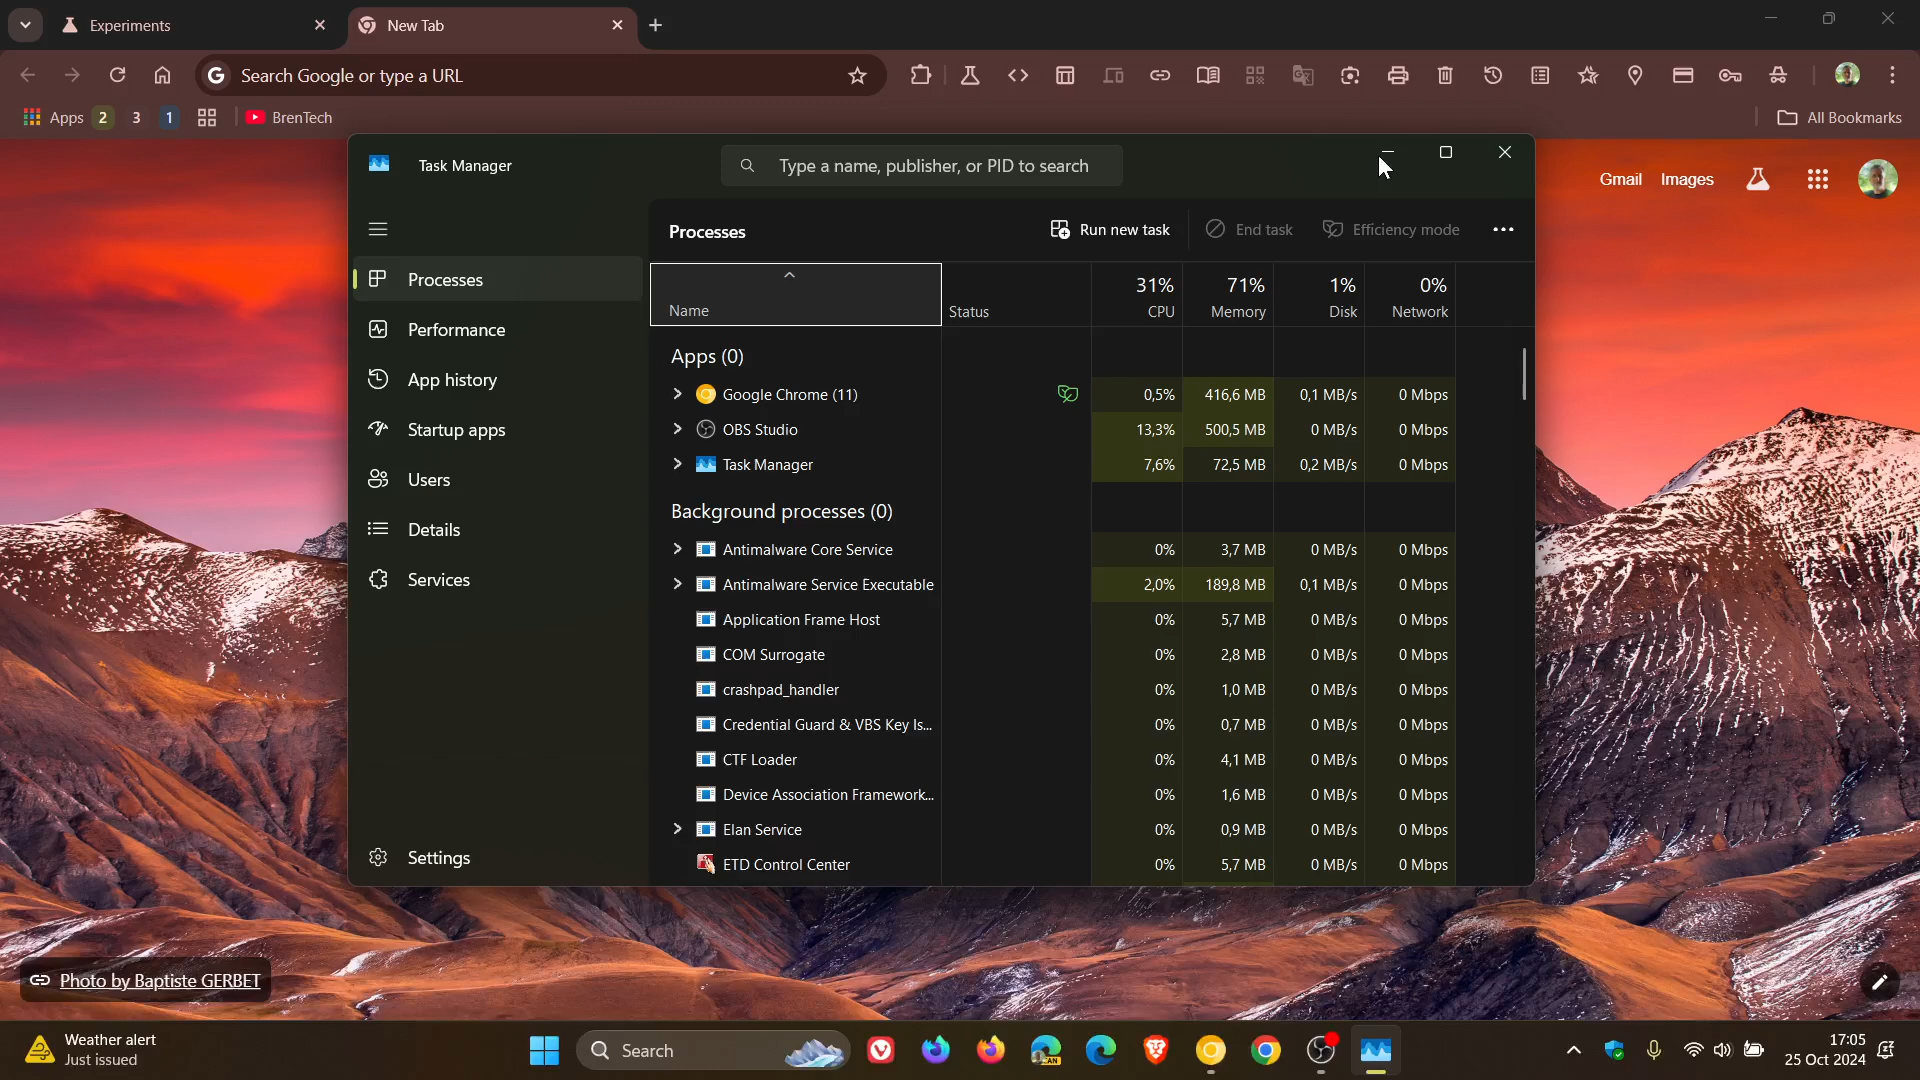 Experiments
New Tab
Search Google or type a URL
Apps
2
3
1
BrenTech
All Bookmarks
Gmail
Images
Task Manager
Type a name, publisher, or PID to search
Processes
Run new task
End task
Efficiency mode
Processes
Performance
App history
Startup apps
Users
Details
Services
Settings
31% 71% 1% 0%
Name Status CPU Memory Disk Network
Apps (0)
Google Chrome (11) 0,5% 416,6 MB 0,1 MB/s 0 Mbps
OBS Studio 13,3% 500,5 MB 0 MB/s 0 Mbps
Task Manager 7,6% 72,5 MB 0,2 MB/s 0 Mbps
Background processes (0)
Antimalware Core Service 0% 3,7 MB 0 MB/s 0 Mbps
Antimalware Service Executable 2,0% 189,8 MB 0,1 MB/s 0 Mbps
Application Frame Host 0% 5,7 MB 0 MB/s 0 Mbps
COM Surrogate 0% 2,8 MB 0 MB/s 0 Mbps
crashpad_handler 0% 1,0 MB 0 MB/s 0 Mbps
Credential Guard & VBS Key Is... 0% 0,7 MB 0 MB/s 0 Mbps
CTF Loader 0% 4,1 MB 0 MB/s 0 Mbps
Device Association Framework... 0% 1,6 MB 0 MB/s 0 Mbps
Elan Service 0% 0,9 MB 0 MB/s 0 Mbps
ETD Control Center 0% 5,7 MB 0 MB/s 0 Mbps
Photo by Baptiste GERBET
Weather alert
Just issued
Search
17:05
25 Oct 2024